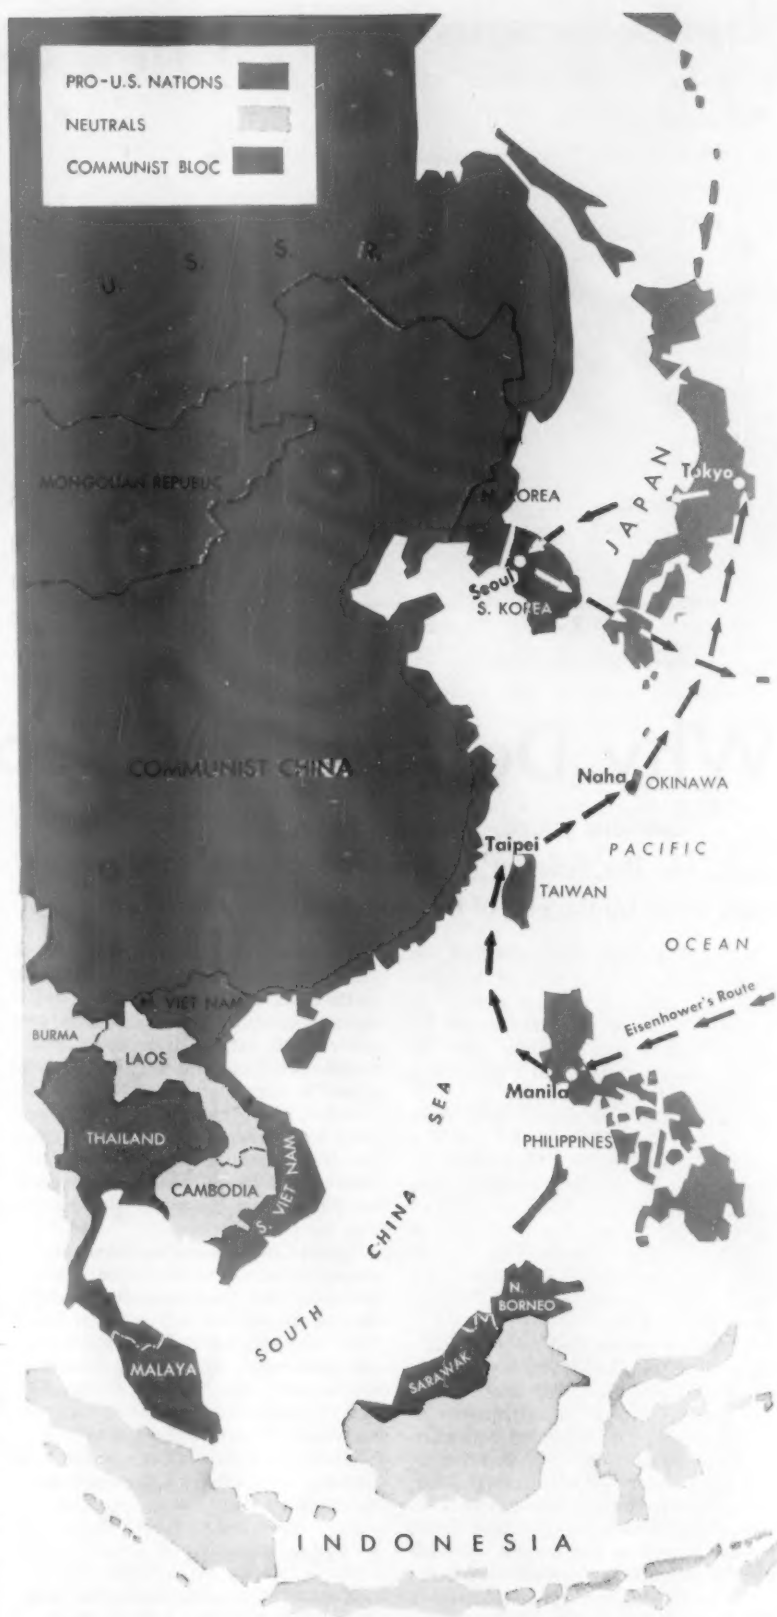 PRO-U.S. NATIONS
NEUTRALS
COMMUNIST BLOC
U. S. S. R.
MONGOLIAN REPUBLIC
N. KOREA
JAPAN
Tokyo
Seoul
S. KOREA
COMMUNIST CHINA
Naha
OKINAWA
Taipei
PACIFIC
TAIWAN
OCEAN
N. VIET NAM
Eisenhower's Route
BURMA
LAOS
Manila
THAILAND
PHILIPPINES
CAMBODIA
S. VIET NAM
SOUTH CHINA SEA
N. BORNEO
MALAYA
SARAWAK
INDONESIA